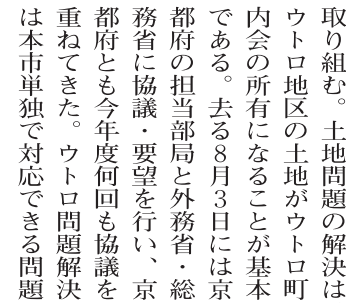 取り組む。土地問題の解決は
ウトロ地区の土地がウトロ町
内会の所有になることが基本
である。去る8月3日には京
都府の担当部局と外務省・総
務省に協議・要望を行い、京
都府とも今年度何回も協議を
重ねてきた。ウトロ問題解決
は本市単独で対応できる問題